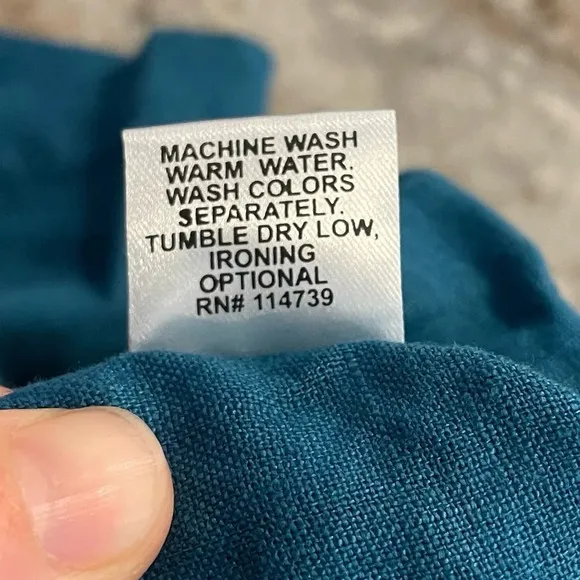 MACHINE WASH
WARM WATER.
WASH COLORS
SEPARATELY.
TUMBLE DRY LOW,
IRONING
OPTIONAL
RN# 114739